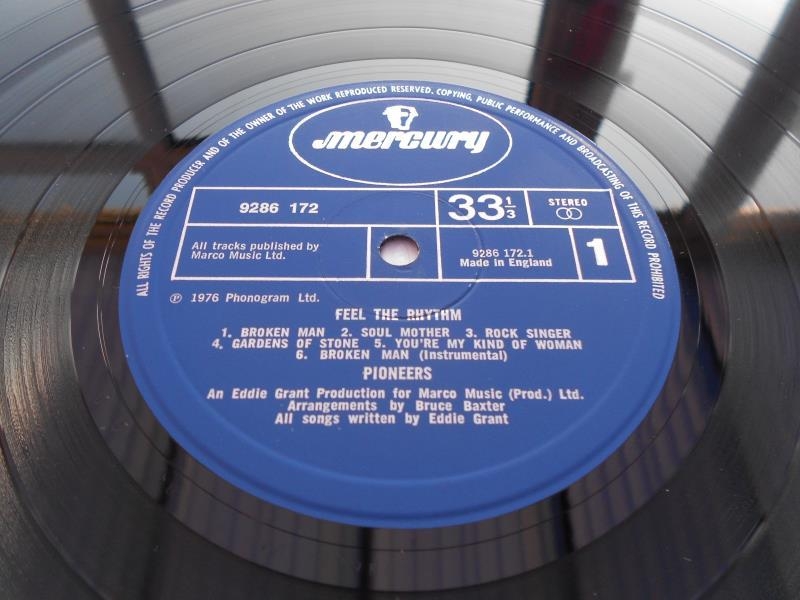 ALL RIGHTS OF THE RECORD PRODUCER AND OF THE OWNER OF THE WORK REPRODUCED RESERVED. COPYING, PUBLIC PERFORMANCE AND BROADCASTING OF THIS RECORD PROHIBITED
mercury
9286 172
33 1/3
STEREO
All tracks published by
Marco Music Ltd.
9286 172.1
Made in England
1
℗ 1976 Phonogram Ltd.
FEEL THE RHYTHM
1. BROKEN MAN 2. SOUL MOTHER 3. ROCK SINGER
4. GARDENS OF STONE 5. YOU'RE MY KIND OF WOMAN
6. BROKEN MAN (Instrumental)
PIONEERS
An Eddie Grant Production for Marco Music (Prod.) Ltd.
Arrangements by Bruce Baxter
All songs written by Eddie Grant